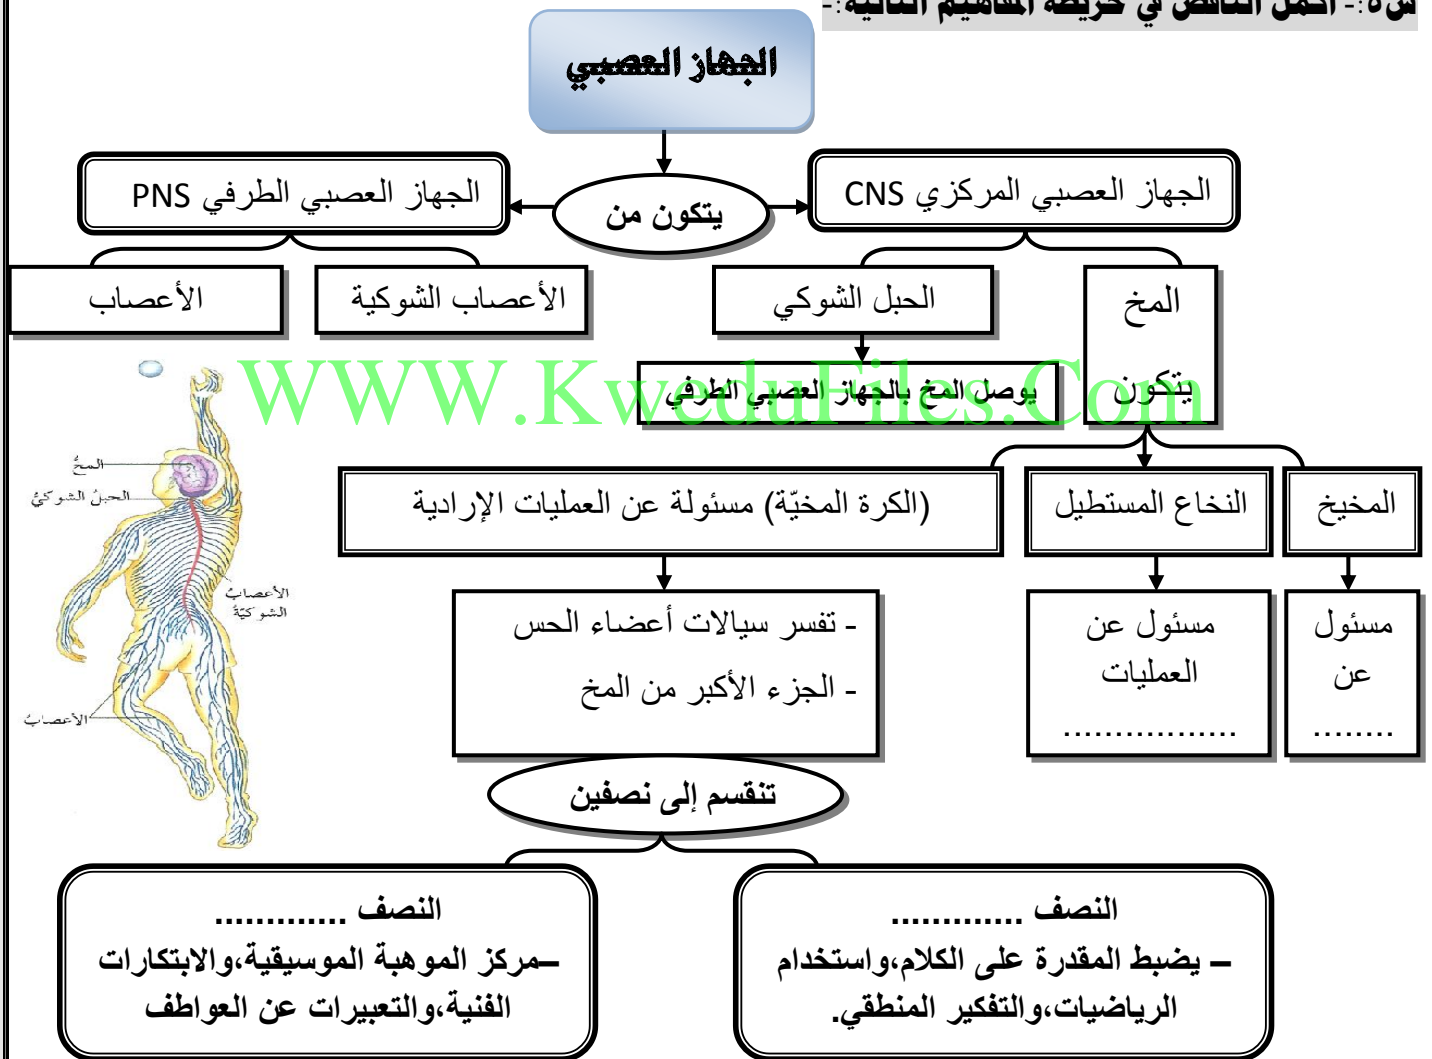 س٥:- أكمل الناقص في خريطة المفاهيم التالية:-
الجهاز العصبي
يتكون من
الجهاز العصبي المركزي CNS
الجهاز العصبي الطرفي PNS
المخ
يتكون
الحبل الشوكي
الأعصاب الشوكية
الأعصاب
يوصل المخ بالجهاز العصبي الطرفي
WWW.KweduFiles.Com
المخيخ
النخاع المستطيل
(الكرة المخيّة) مسئولة عن العمليات الإرادية
مسئول
عن
........
مسئول عن
العمليات
.................
- تفسر سيالات أعضاء الحس
- الجزء الأكبر من المخ
المخُّ
الحبلُ الشوكيُّ
الأعصابُ
الشوكيّةُ
الأعصابُ
تنقسم إلى نصفين
النصف .............
– يضبط المقدرة على الكلام،واستخدام
الرياضيات،والتفكير المنطقي.
النصف .............
–مركز الموهبة الموسيقية،والابتكارات
الفنية،والتعبيرات عن العواطف